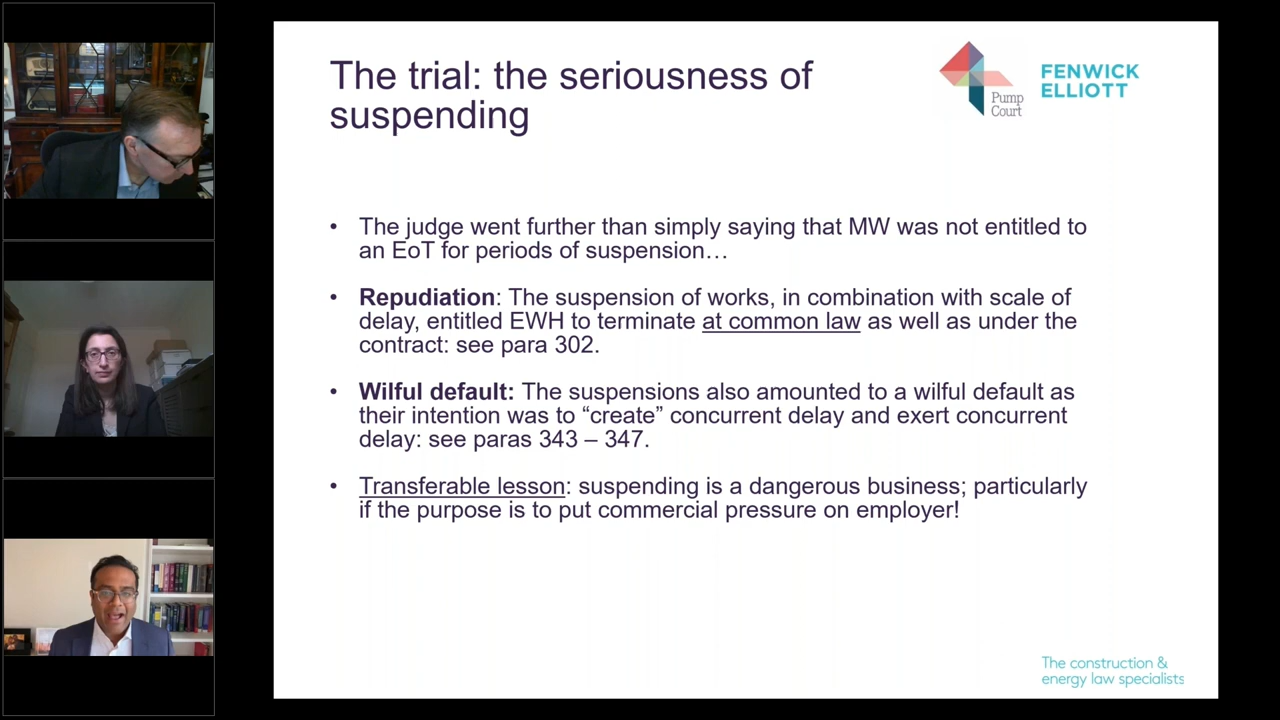 The trial: the seriousness of
suspending
Pump
Court
FENWICK
ELLIOTT
• The judge went further than simply saying that MW was not entitled to
an EoT for periods of suspension…
• Repudiation: The suspension of works, in combination with scale of
delay, entitled EWH to terminate at common law as well as under the
contract: see para 302.
• Wilful default: The suspensions also amounted to a wilful default as
their intention was to “create” concurrent delay and exert concurrent
delay: see paras 343 – 347.
• Transferable lesson: suspending is a dangerous business; particularly
if the purpose is to put commercial pressure on employer!
The construction &
energy law specialists